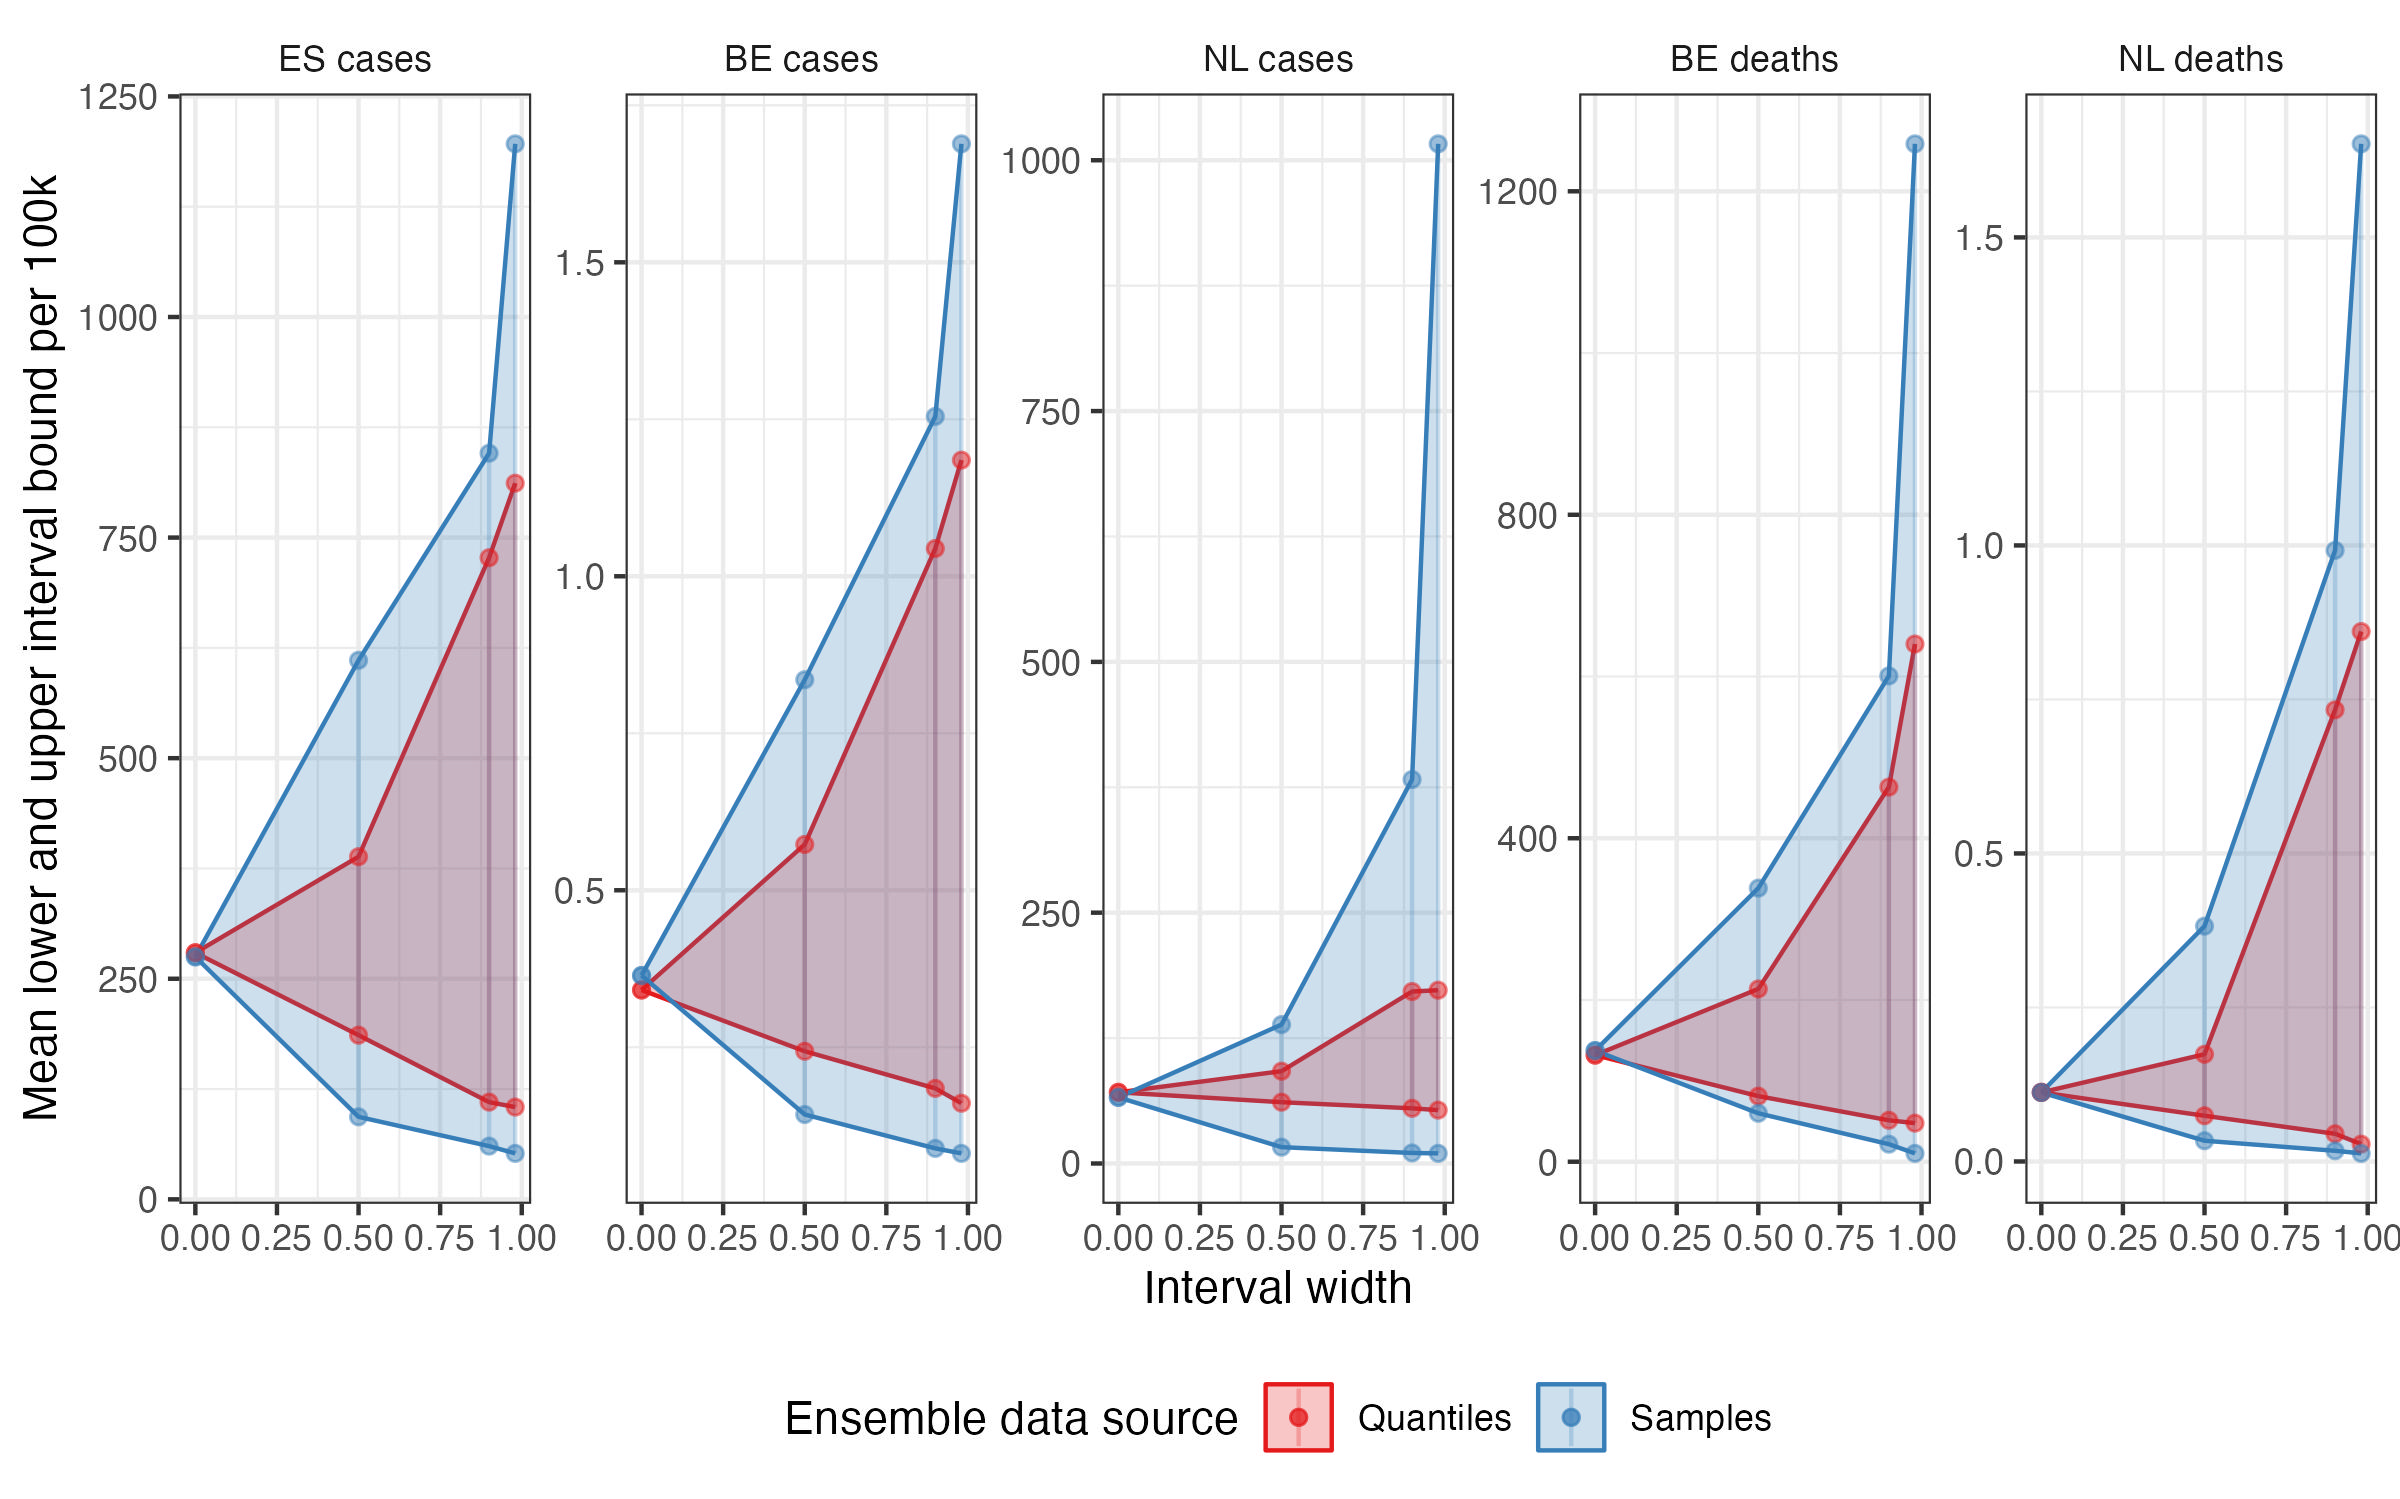 ES cases
BE cases
NL cases
BE deaths
NL deaths
Mean lower and upper interval bound per 100k
1250
1000
750
500
250
0
1.5
1.0
0.5
1000
750
500
250
0
1200
800
400
0
1.5
1.0
0.5
0.0
0.00 0.25 0.50 0.75 1.00
0.00 0.25 0.50 0.75 1.00
0.00 0.25 0.50 0.75 1.00
0.00 0.25 0.50 0.75 1.00
0.00 0.25 0.50 0.75 1.00
Interval width
Ensemble data source Quantiles Samples